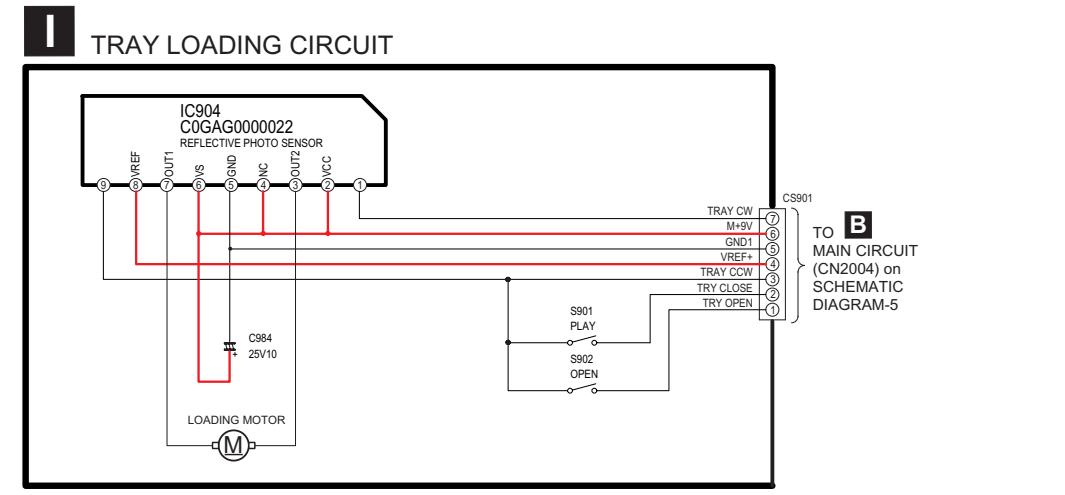 I
TRAY LOADING CIRCUIT
IC904
C0GAG0000022
REFLECTIVE PHOTO SENSOR
VREF
OUT1
VS
GND
NC
OUT2
VCC
9 8 7 6 5 4 3 2 1
CS901
TRAY CW 7
M+9V 6
GND1 5
VREF+ 4
TRAY CCW 3
TRY CLOSE 2
TRY OPEN 1
TO B
MAIN CIRCUIT
(CN2004) on
SCHEMATIC
DIAGRAM-5
S901
PLAY
S902
OPEN
C984
+ 25V10
LOADING MOTOR
M